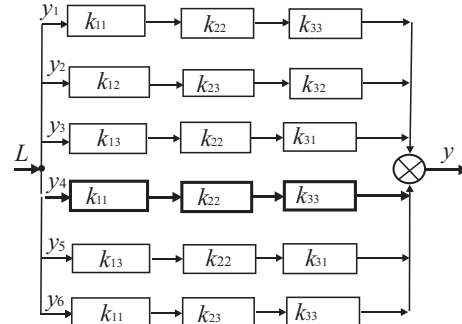 y1 k11 k22 k33
y2 k12 k23 k32
y3 k13 k22 k31
L y
y4 k11 k22 k33
y5 k13 k22 k31
y6 k11 k23 k33